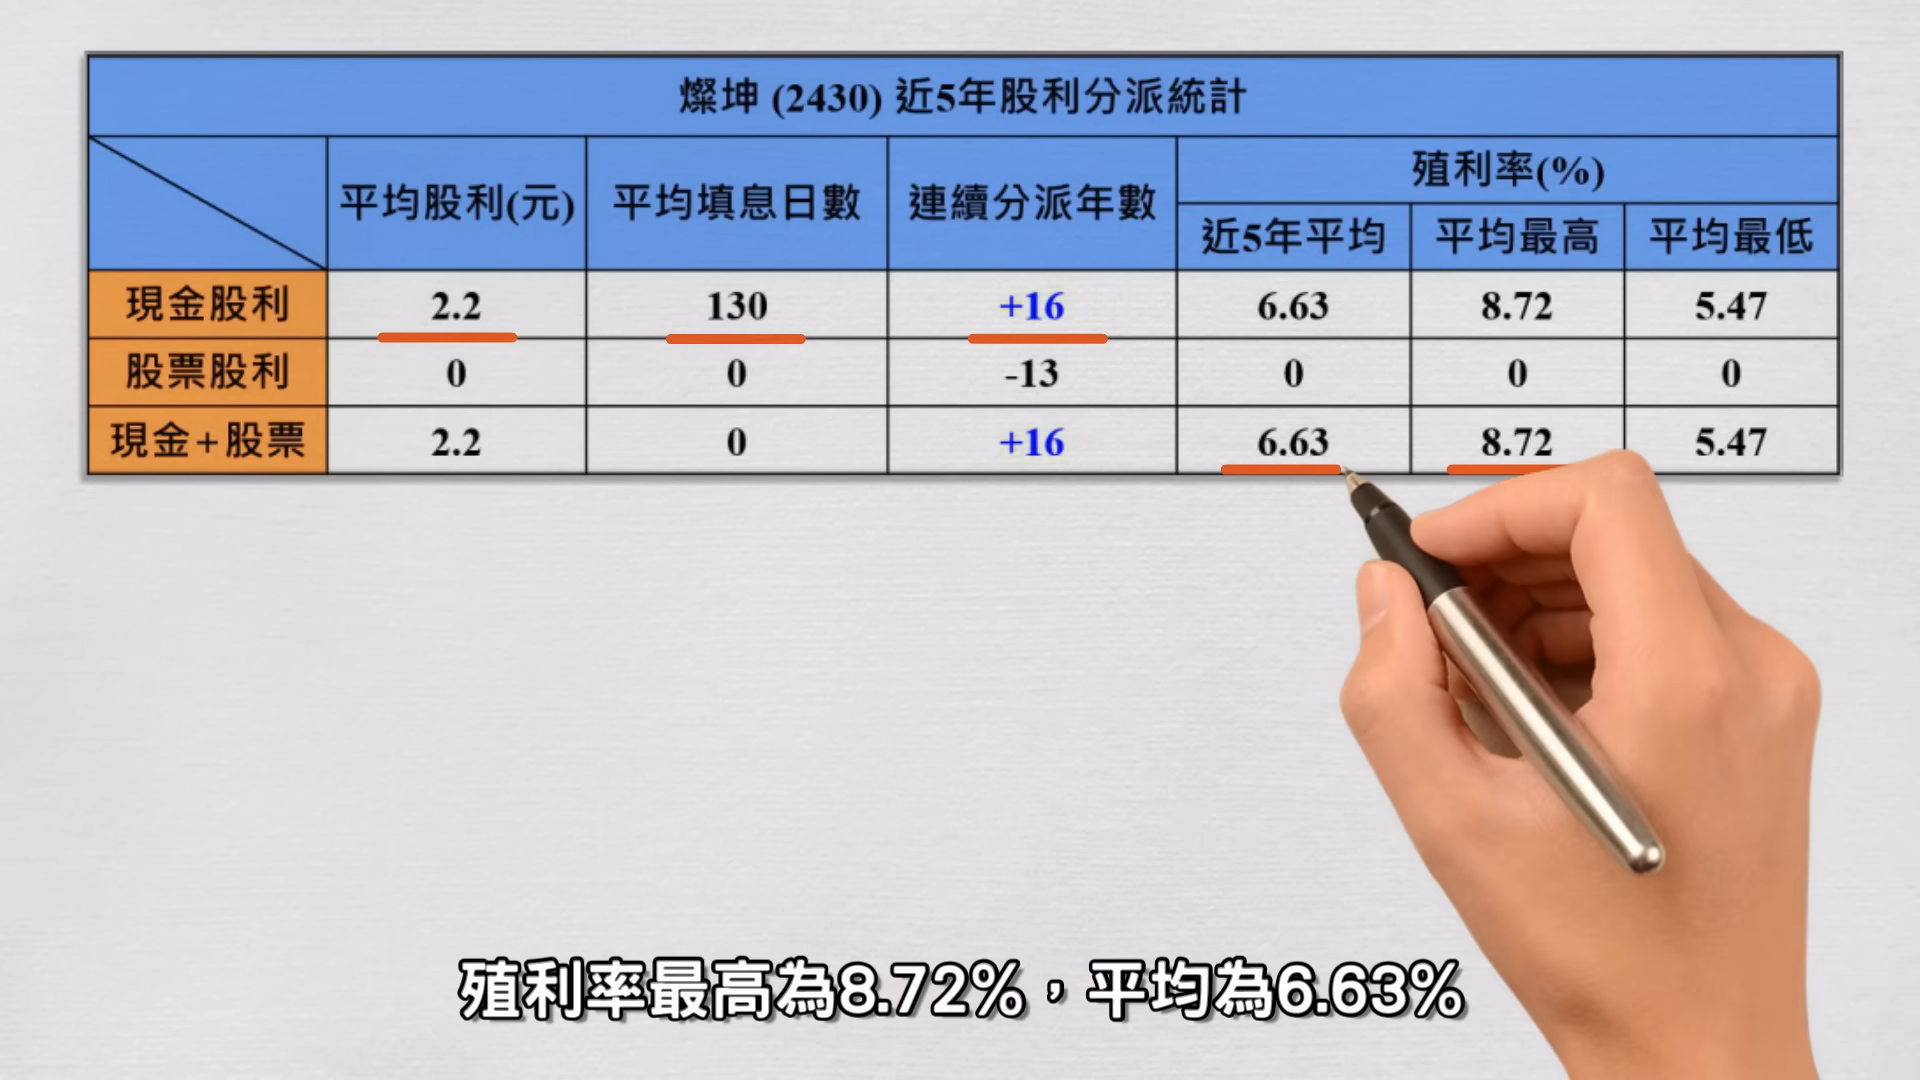 燦坤 (2430) 近5年股利分派統計
平均股利(元) 平均填息日數 連續分派年數 殖利率(%)
近5年平均 平均最高 平均最低
現金股利 2.2 130 +16 6.63 8.72 5.47
股票股利 0 0 -13 0 0 0
現金+股票 2.2 0 +16 6.63 8.72 5.47
殖利率最高為8.72%，平均為6.63%